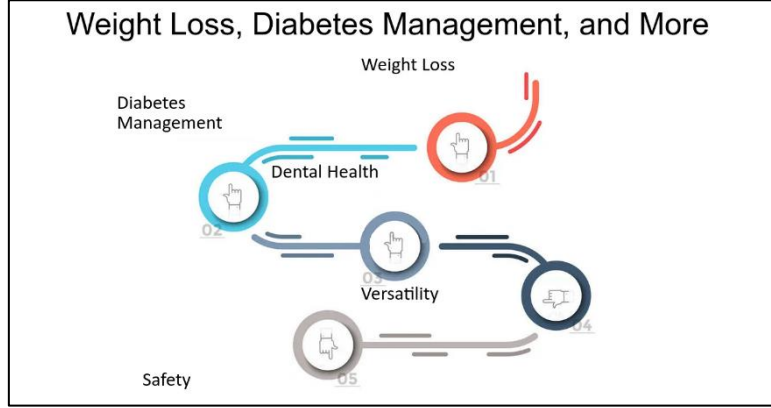 Weight Loss, Diabetes Management, and More
Weight Loss
Diabetes
Management
01
Dental Health
02
03
Versatility
04
Safety
05